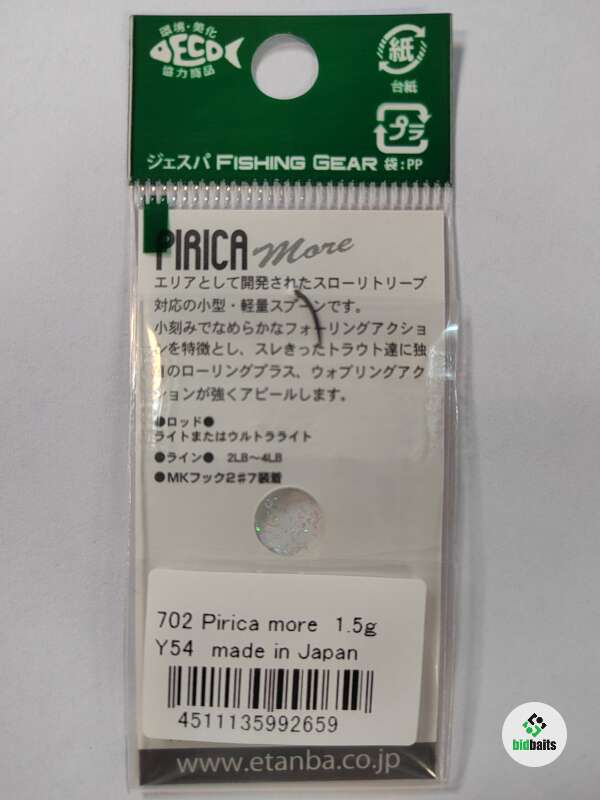 環境・美化
ECO
協力商品
紙
台紙
プラ
ジェスパ FISHING GEAR 袋:PP
PIRICA more
エリアとして開発されたスローリトリーブ
対応の小型・軽量スプーンです。
小刻みでなめらかなフォーリングアクショ
ンを特徴とし、スレきったトラウト達に独
自のローリングプラス、ウォブリングアク
ションが強くアピールします。
●ロッド●
ライトまたはウルトラライト
●ライン● 2LB〜4LB
●MKフック2♯7装着
702 Pirica more 1.5g
Y54 made in Japan
4511135992659
www.etanba.co.jp
bidbaits